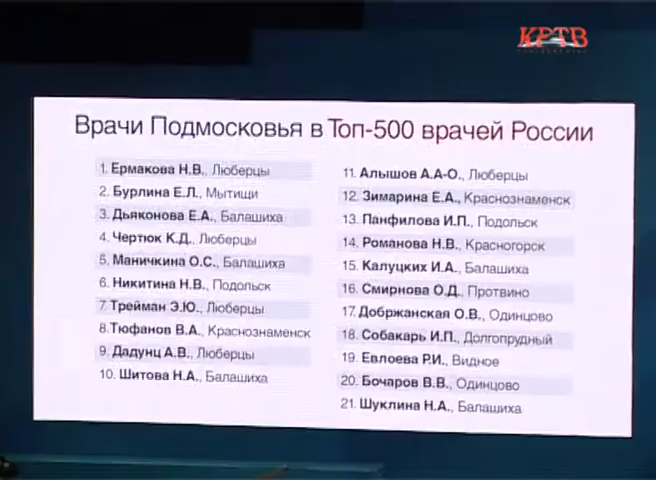 КРТВ
Врачи Подмосковья в Топ-500 врачей России
1. Ермакова Н.В., Люберцы
2. Бурлина Е.Л., Мытищи
3. Дьяконова Е.А., Балашиха
4. Чертюк К.Д., Люберцы
5. Маничкина О.С., Балашиха
6. Никитина Н.В., Подольск
7. Трейман Э.Ю., Люберцы
8.Тюфанов В.А., Краснознаменск
9. Дадунц А.В., Люберцы
10. Шитова Н.А., Балашиха
11. Алышов А.А-О., Люберцы
12. Зимарина Е.А., Краснознаменск
13. Панфилова И.П., Подольск
14. Романова Н.В., Красногорск
15. Калуцких И.А., Балашиха
16. Смирнова О.Д., Протвино
17. Добржанская О.В., Одинцово
18. Собакарь И.П., Долгопрудный
19. Евлоева Р.И., Видное
20. Бочаров В.В., Одинцово
21. Шуклина Н.А., Балашиха